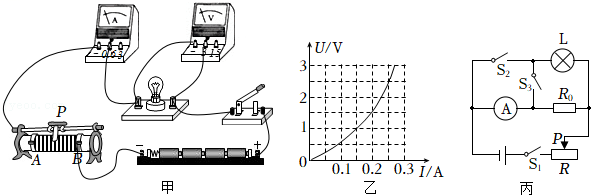 A
V
- 0.6 3
- 3 15
P
A
B
-
+
甲
U/V
3
2
1
0
0.1
0.2
0.3
I/A
乙
L
S₂
S₃
A
R₀
P
S₁
R
丙